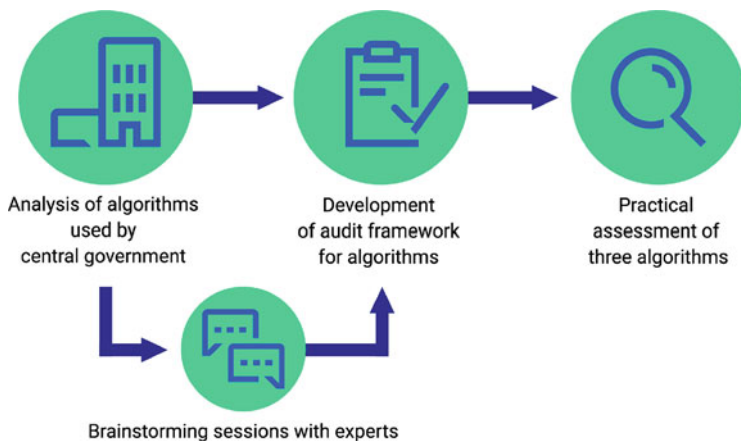 Analysis of algorithms
used by
central government
Development
of audit framework
for algorithms
Practical
assessment of
three algorithms
Brainstorming sessions with experts